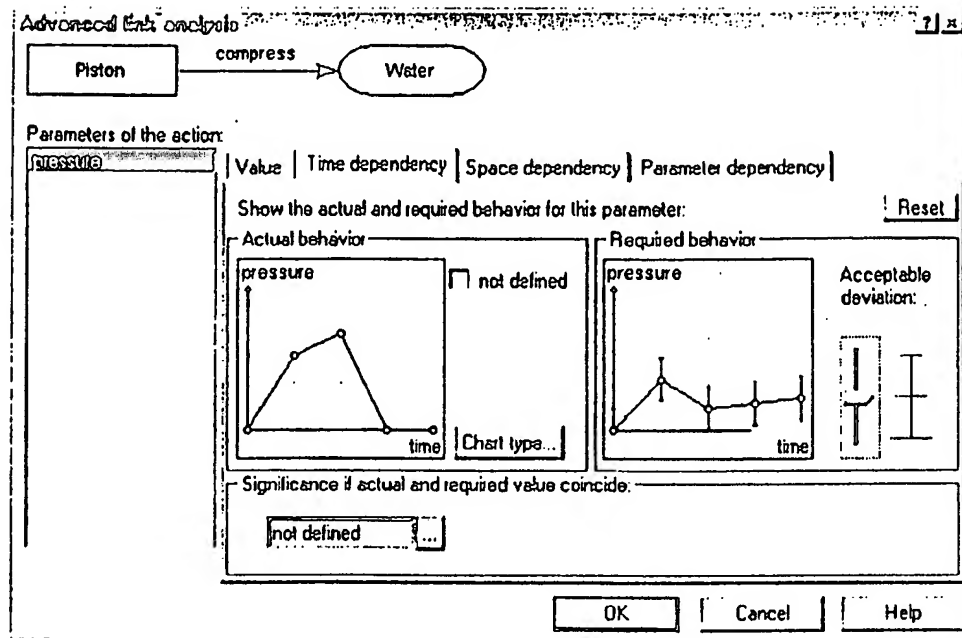 Advanced link analysis
? x
compress
Piston
Water
Parameters of the action:
pressure
Value
Time dependency
Space dependency
Parameter dependency
Show the actual and required behavior for this parameter:
Reset
Actual behavior
pressure
not defined
time
Chart type...
Required behavior
pressure
time
Acceptable
deviation:
Significance if actual and required value coincide:
not defined
...
OK
Cancel
Help